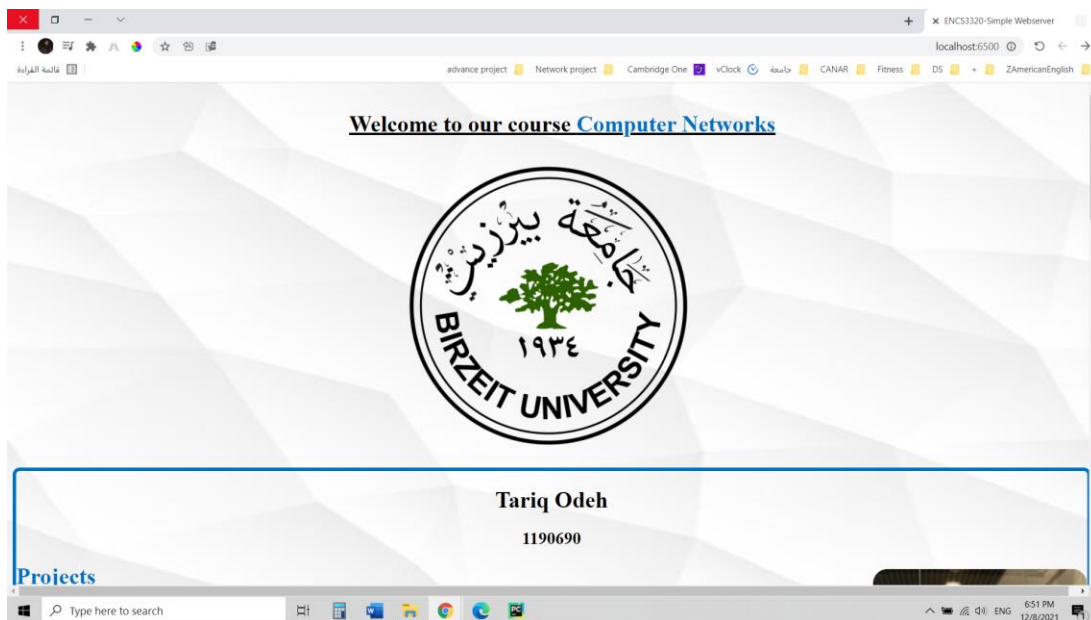 ENCS3320-Simple Webserver
localhost:6500
قائمة القراءة
advance project Network project Cambridge One vClock جامعة CANAR Fitness DS + ZAmericanEnglish
Welcome to our course Computer Networks
جامعة بيرزيت
١٩٣٤
BIRZEIT UNIVERSITY
Tariq Odeh
1190690
Projects
Type here to search
ENG
6:51 PM
12/8/2021